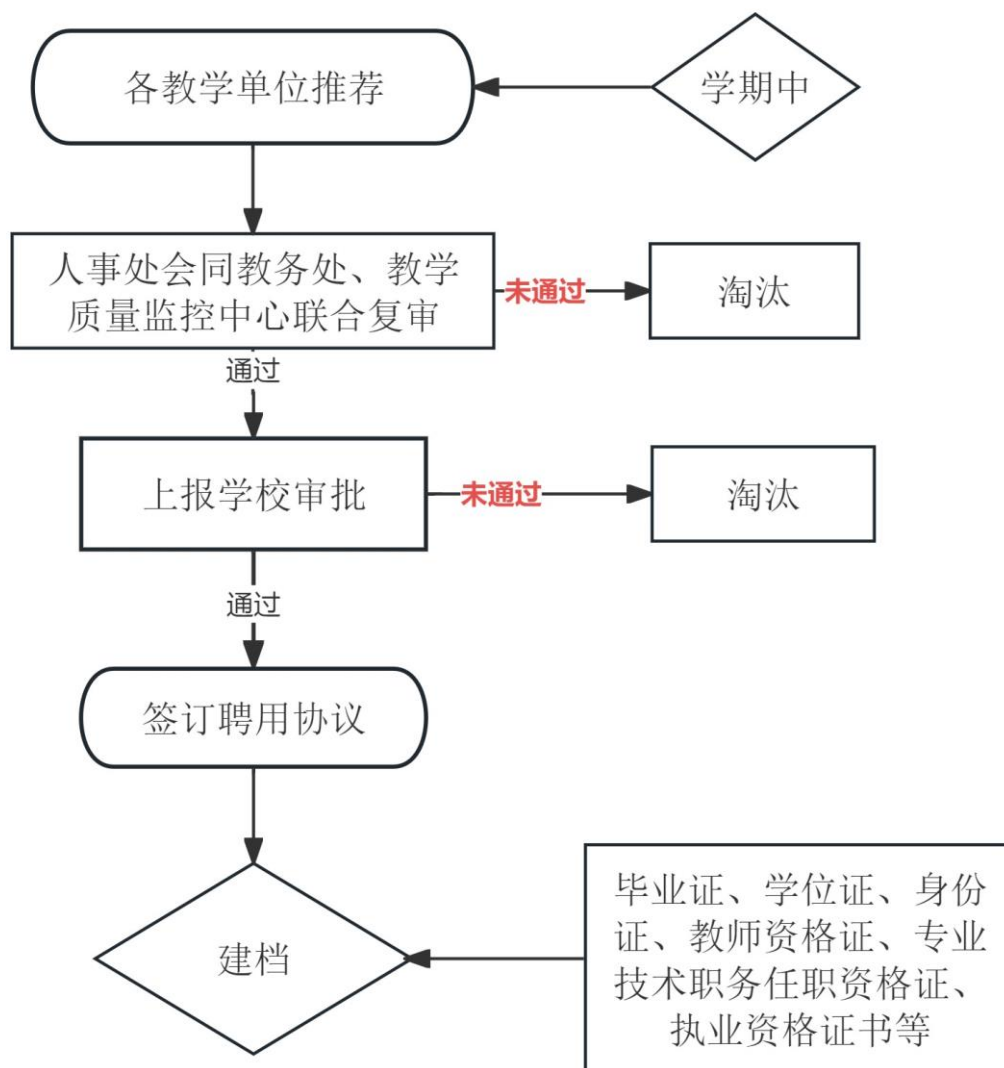 各教学单位推荐
学期中
人事处会同教务处、教学
质量监控中心联合复审
未通过
淘汰
通过
上报学校审批
未通过
淘汰
通过
签订聘用协议
建档
毕业证、学位证、身份
证、教师资格证、专业
技术职务任职资格证、
执业资格证书等